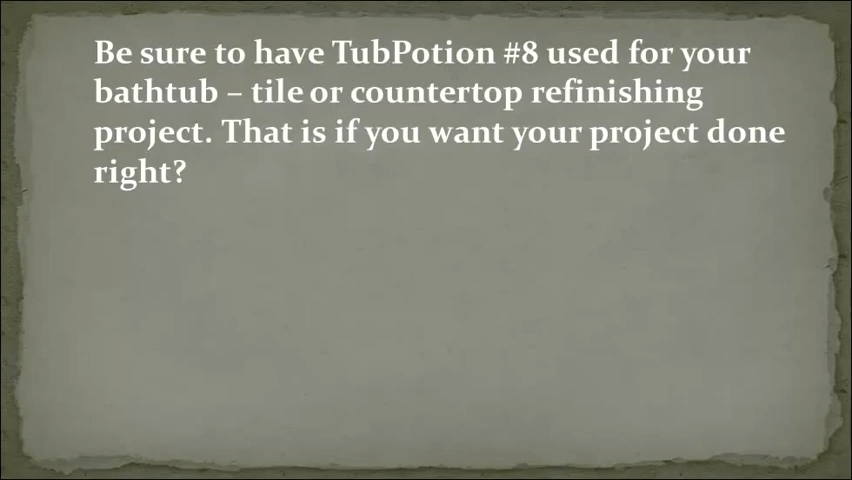 Be sure to have TubPotion #8 used for your
bathtub – tile or countertop refinishing
project. That is if you want your project done
right?